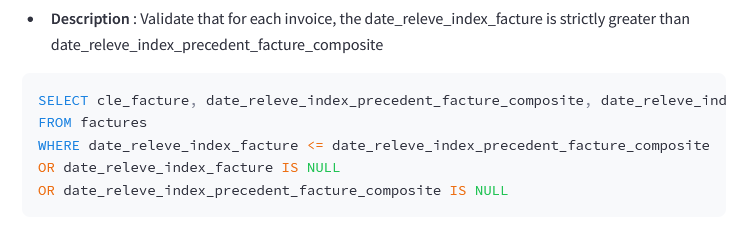 • Description : Validate that for each invoice, the date_releve_index_facture is strictly greater than
date_releve_index_precedent_facture_composite
SELECT cle_facture, date_releve_index_precedent_facture_composite, date_releve_ind
FROM factures
WHERE date_releve_index_facture <= date_releve_index_precedent_facture_composite
OR date_releve_index_facture IS NULL
OR date_releve_index_precedent_facture_composite IS NULL